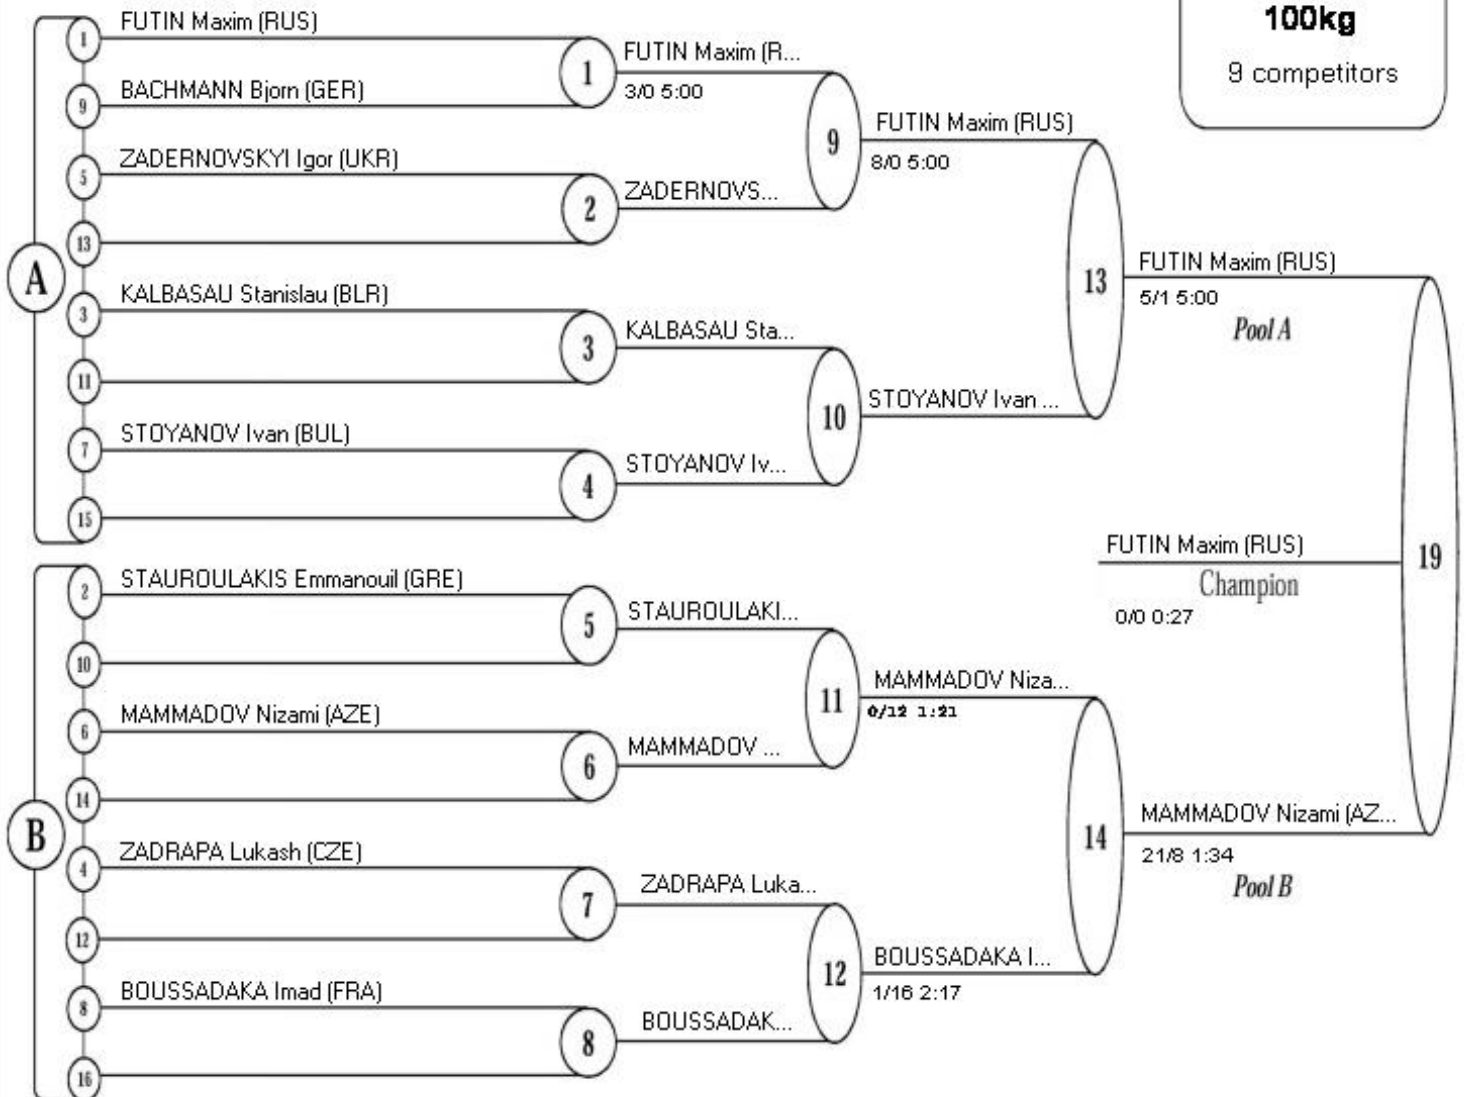 100kg
9 competitors
A
1
FUTIN Maxim (RUS)
9
BACHMANN Bjorn (GER)
5
ZADERNOVSKYI Igor (UKR)
13
3
KALBASAU Stanislau (BLR)
11
7
STOYANOV Ivan (BUL)
15
B
2
STAUROULAKIS Emmanouil (GRE)
10
6
MAMMADOV Nizami (AZE)
14
4
ZADRAPA Lukash (CZE)
12
8
BOUSSADAKA Imad (FRA)
16
1
FUTIN Maxim (R...
3/0 5:00
2
ZADERNOVS...
3
KALBASAU Sta...
4
STOYANOV Iv...
5
STAUROULAKI...
6
MAMMADOV ...
7
ZADRAPA Luka...
8
BOUSSADAK...
9
FUTIN Maxim (RUS)
8/0 5:00
10
STOYANOV Ivan ...
11
MAMMADOV Niza...
0/12 1:21
12
BOUSSADAKA I...
1/16 2:17
13
FUTIN Maxim (RUS)
5/1 5:00
Pool A
14
MAMMADOV Nizami (AZ...
21/8 1:34
Pool B
19
FUTIN Maxim (RUS)
Champion
0/0 0:27